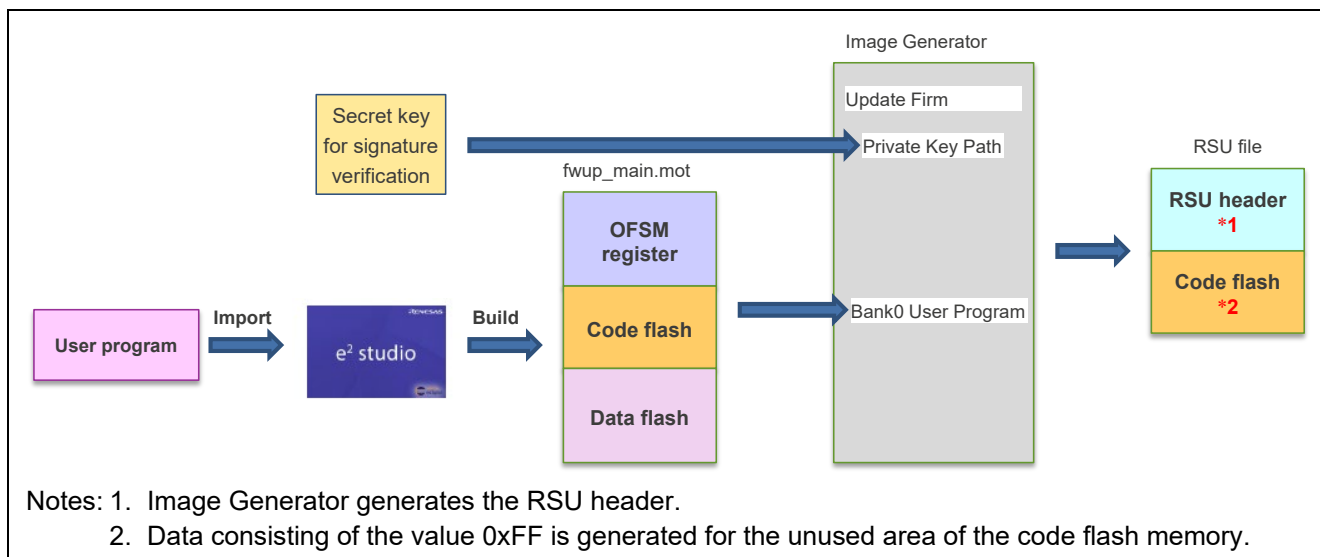 Image Generator
Update Firm
Private Key Path
Secret key
for signature
verification
fwup_main.mot
RSU file
RSU header
*1
OFSM
register
Code flash
*2
Bank0 User Program
Import
Build
User program
RENESAS
e² studio
Code flash
Data flash
Notes: 1. Image Generator generates the RSU header.
2. Data consisting of the value 0xFF is generated for the unused area of the code flash memory.